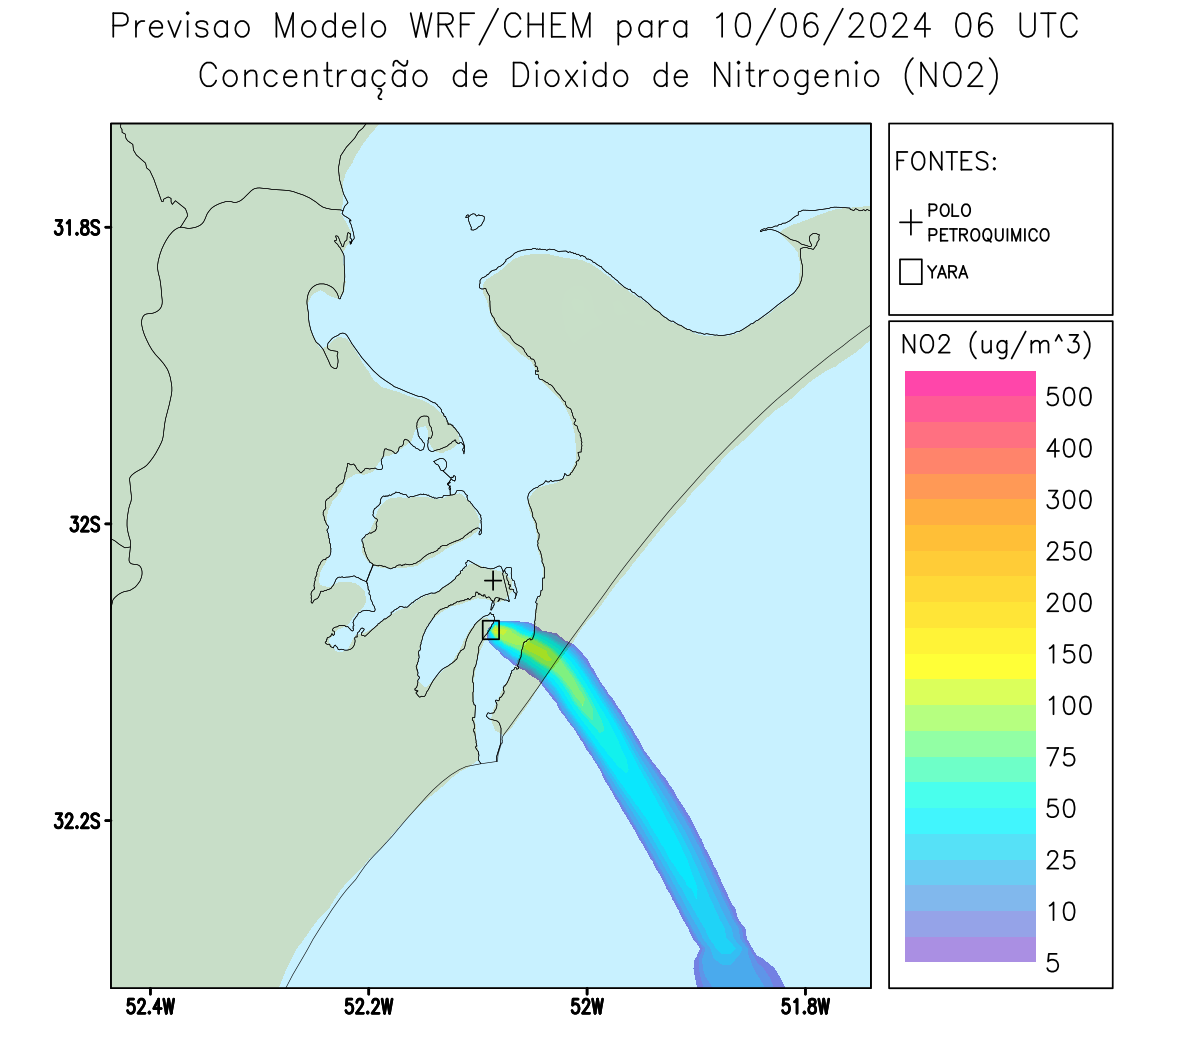 Previsao Modelo WRF/CHEM para 10/06/2024 06 UTC
Concentração de Dioxido de Nitrogenio (NO2)
FONTES:
POLO
PETROQUIMICO
YARA
NO2 (ug/m^3)
500
400
300
250
200
150
100
75
50
25
10
5
31.8S
32S
32.2S
52.4W
52.2W
52W
51.8W